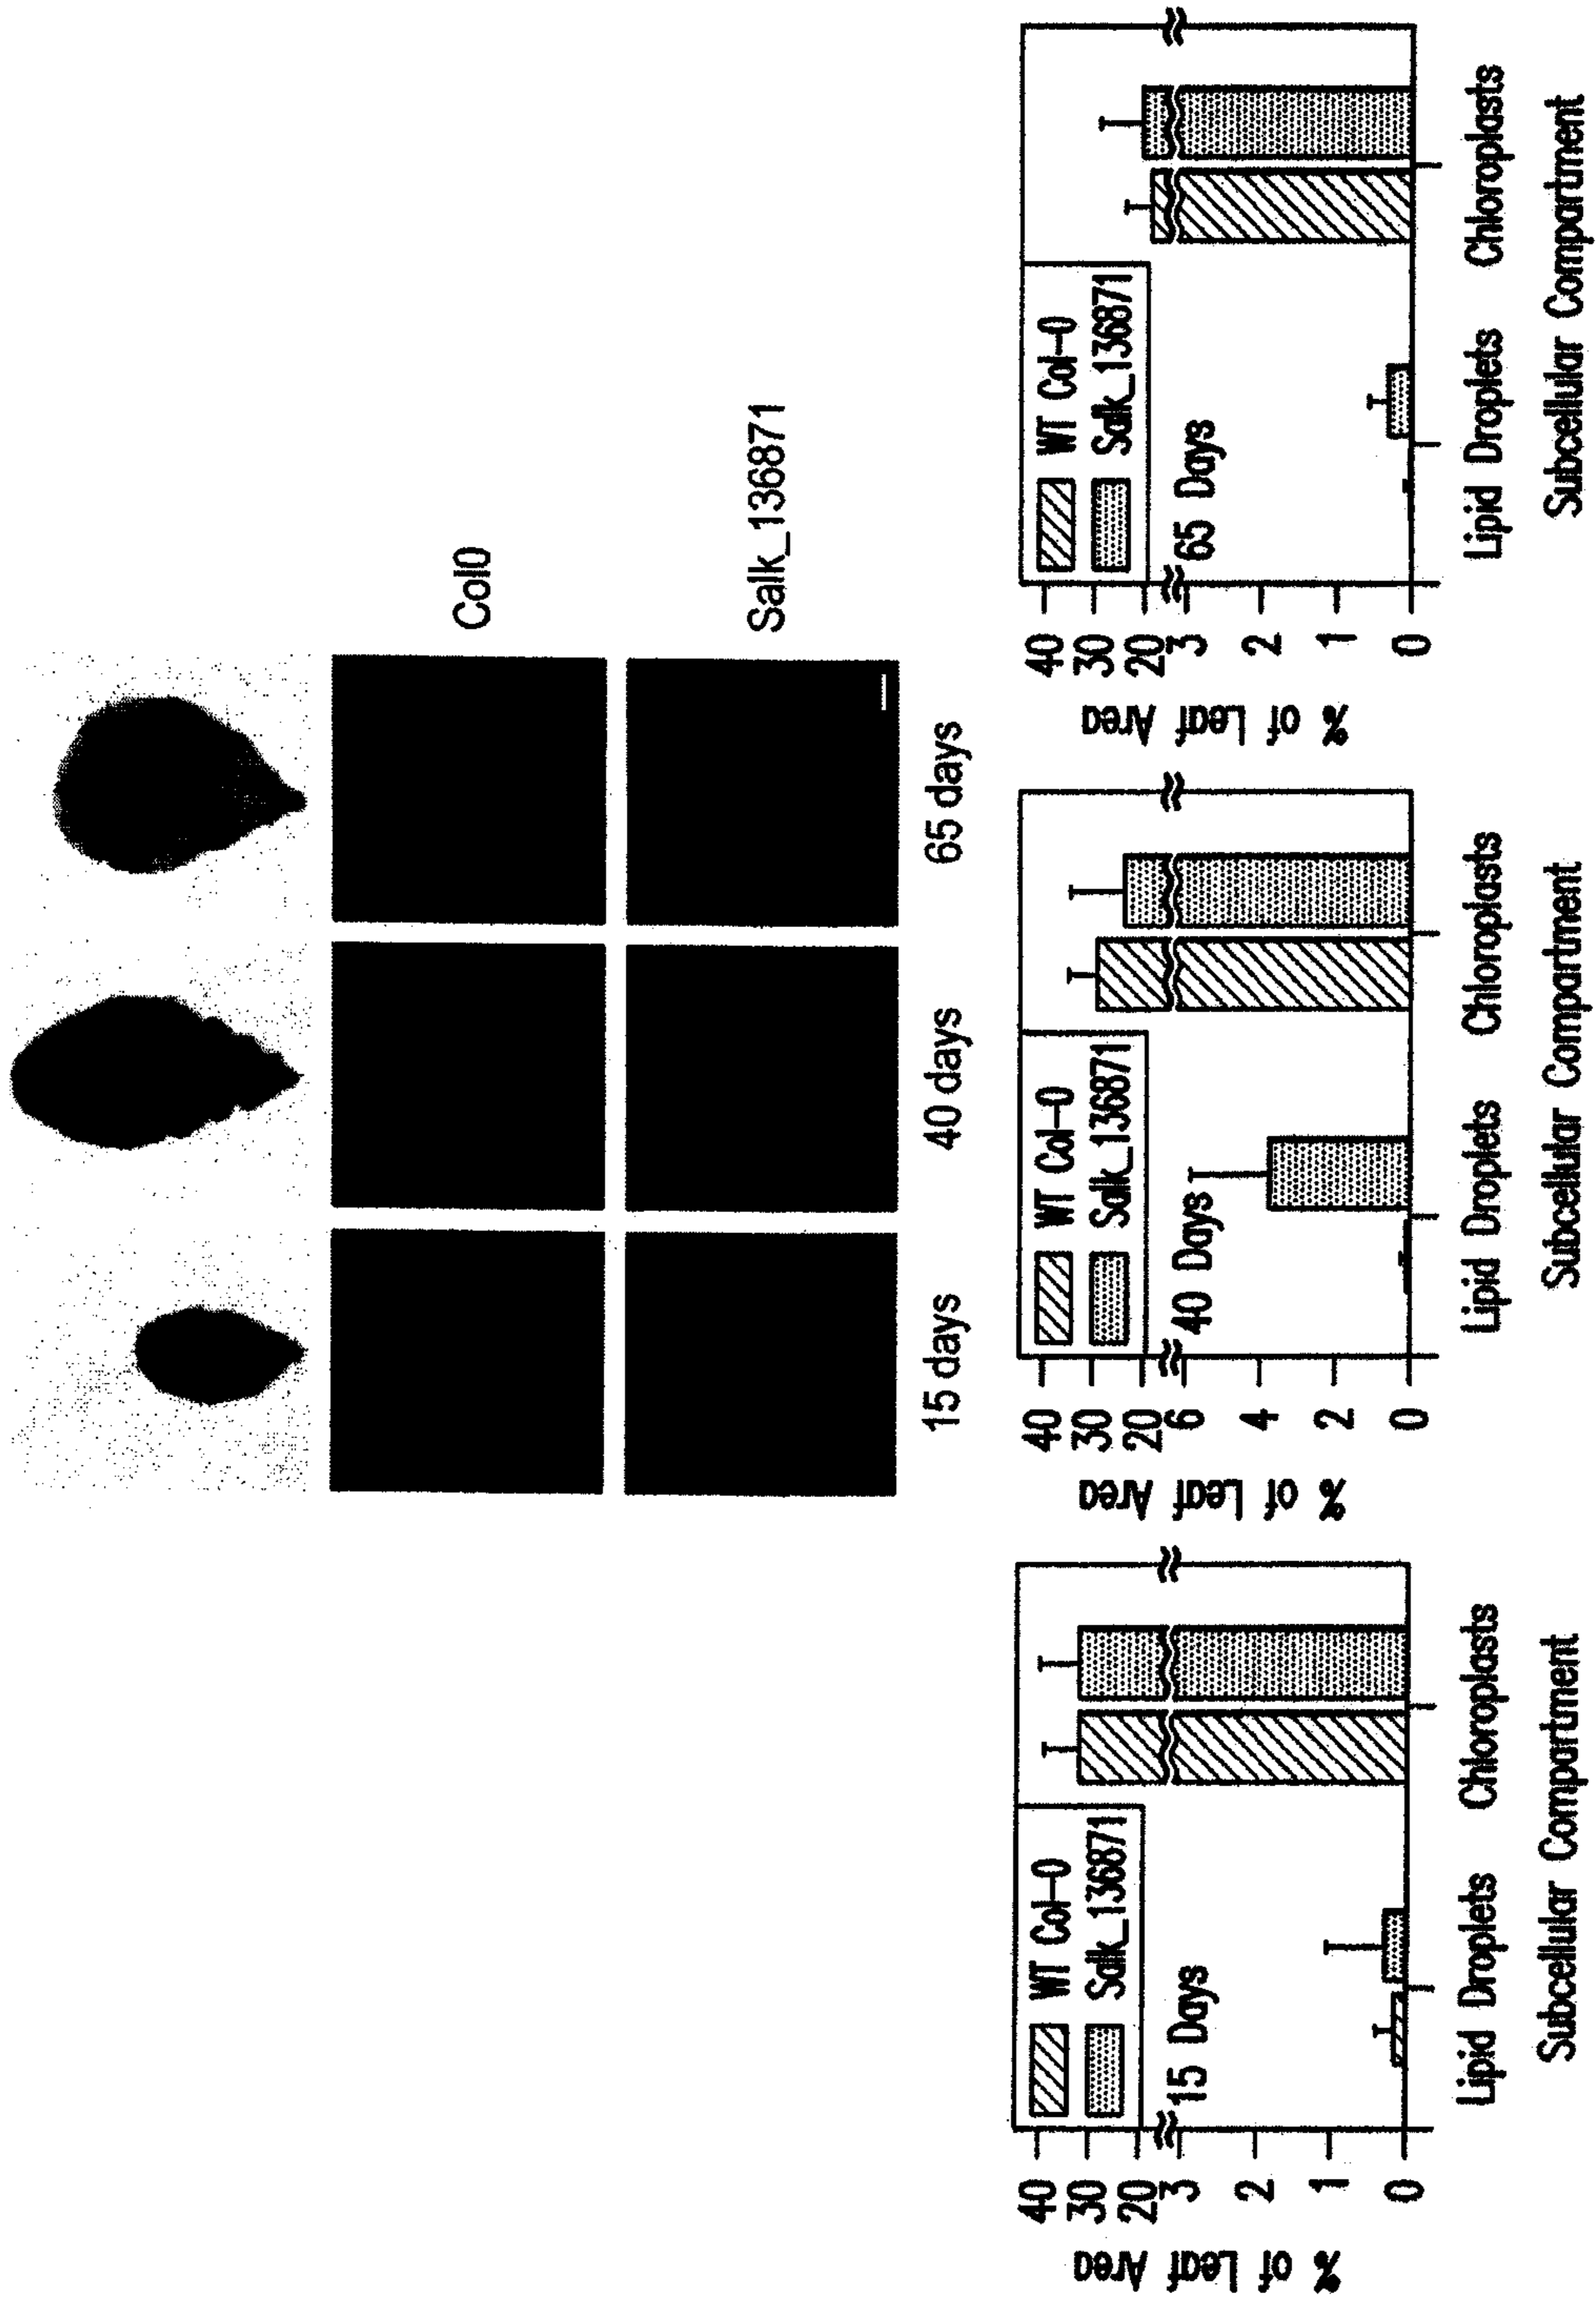 Col0
Salk_136871
15 days
40 days
65 days
% of Leaf Area
40
30
20
3
2
1
0
WT Col-0
Salk_136871
15 Days
Lipid Droplets
Chloroplasts
Subcellular Compartment
% of Leaf Area
40
30
20
6
4
2
0
WT Col-0
Salk_136871
40 Days
Lipid Droplets
Chloroplasts
Subcellular Compartment
% of Leaf Area
40
30
20
3
2
1
0
WT Col-0
Salk_136871
65 Days
Lipid Droplets
Chloroplasts
Subcellular Compartment